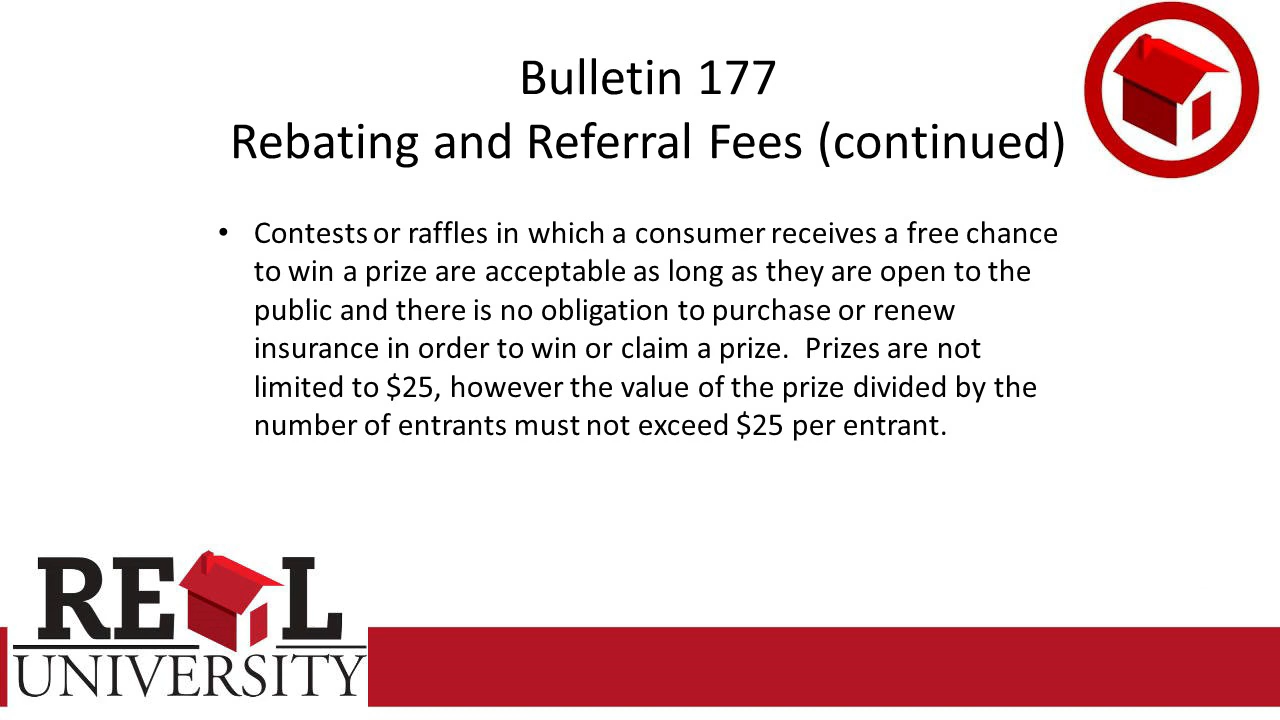 Bulletin 177
Rebating and Referral Fees (continued)
• Contests or raffles in which a consumer receives a free chance
to win a prize are acceptable as long as they are open to the
public and there is no obligation to purchase or renew
insurance in order to win or claim a prize.  Prizes are not
limited to $25, however the value of the prize divided by the
number of entrants must not exceed $25 per entrant.
REAL
UNIVERSITY